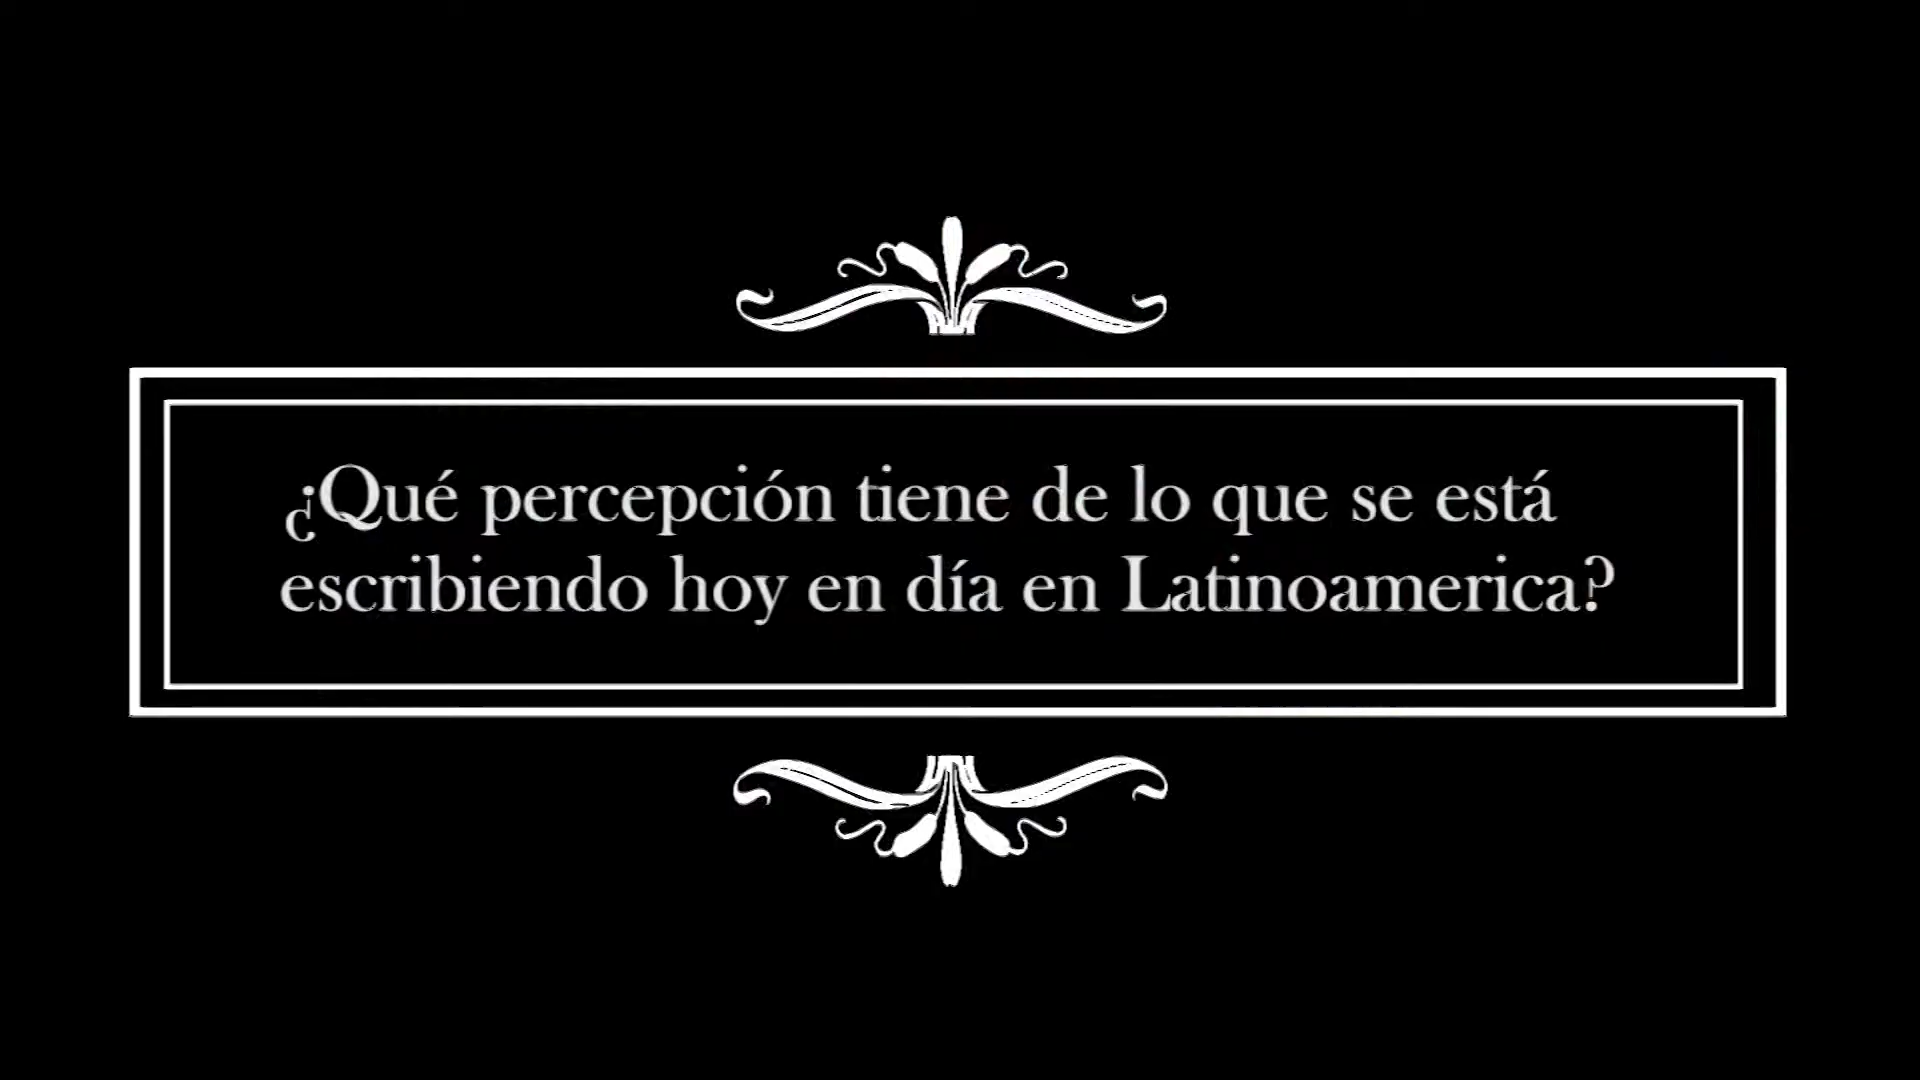 ¿Qué percepción tiene de lo que se está
escribiendo hoy en día en Latinoamerica?